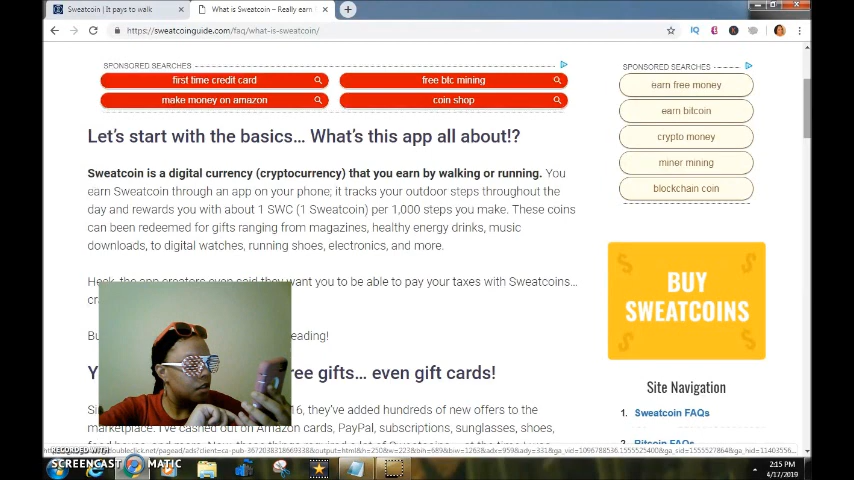 Sweatcoin | It pays to walk
What is Sweatcoin – Really earn
https://sweatcoinguide.com/faq/what-is-sweatcoin/
SPONSORED SEARCHES
first time credit card
free btc mining
make money on amazon
coin shop
Let's start with the basics… What's this app all about!?
Sweatcoin is a digital currency (cryptocurrency) that you earn by walking or running. You
earn Sweatcoin through an app on your phone; it tracks your outdoor steps throughout the
day and rewards you with about 1 SWC (1 Sweatcoin) per 1,000 steps you make. These coins
can been redeemed for gifts ranging from magazines, healthy energy drinks, music
downloads, to digital watches, running shoes, electronics, and more.
Heck, the app creators even said they want you to be able to pay your taxes with Sweatcoins…
eading!
ree gifts… even gift cards!
16, they've added hundreds of new offers to the
marketplace. I've cashed out on Amazon cards, PayPal, subscriptions, sunglasses, shoes,
SPONSORED SEARCHES
earn free money
earn bitcoin
crypto money
miner mining
blockchain coin
BUY
SWEATCOINS
Site Navigation
1. Sweatcoin FAQs
2. Bitcoin FAQs
RECORDED WITH
SCREENCAST MATIC
2:15 PM
4/17/2019